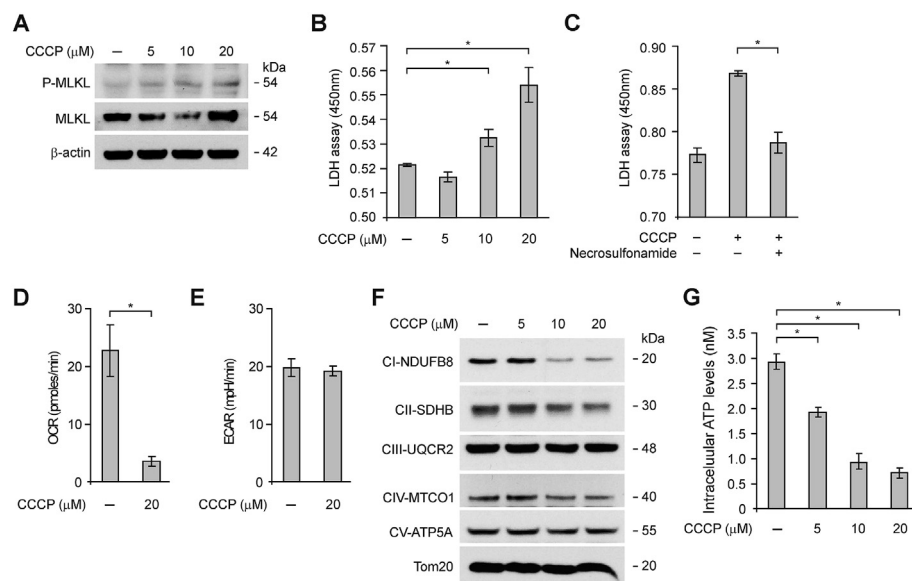 A
CCCP (μM) – 5 10 20
kDa
P-MLKL - 54
MLKL - 54
β-actin - 42
B
LDH assay (450nm)
0.57
0.56
0.55
0.54
0.53
0.52
0.51
0.50
* *
CCCP (μM) – 5 10 20
C
LDH assay (450nm)
0.90
0.85
0.80
0.75
0.70
*
CCCP – + +
Necrosulfonamide – – +
D
OCR (pmoles/min)
30
20
10
0
*
– 20
CCCP (μM)
E
ECAR (mpH/min)
30
20
10
0
– 20
CCCP (μM)
F
CCCP (μM) – 5 10 20
kDa
CI-NDUFB8 - 20
CII-SDHB - 30
CIII-UQCR2 - 48
CIV-MTCO1 - 40
CV-ATP5A - 55
Tom20 - 20
G
Intraceluular ATP levels (nM)
3.0
2.5
2.0
1.5
1.0
0.5
0
* * *
CCCP (μM) – 5 10 20